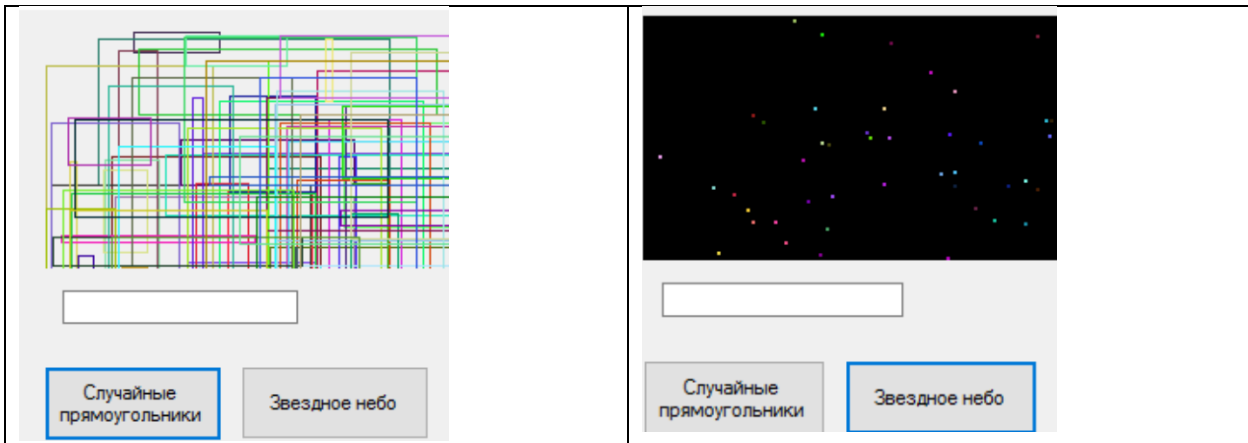 Случайные
прямоугольники
Звездное небо
Случайные
прямоугольники
Звездное небо